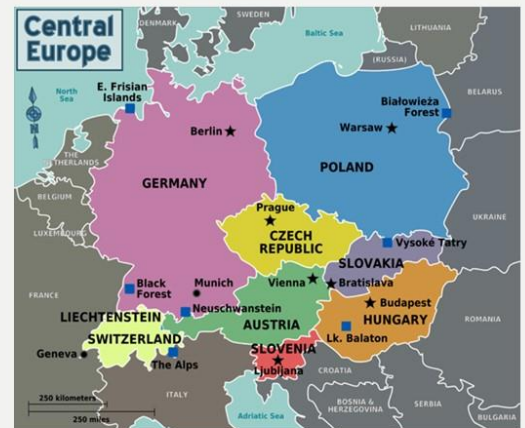 Central
Europe
SWEDEN
DENMARK
Baltic Sea
LITHUANIA
(RUSSIA)
North
Sea
E. Frisian
Islands
BELARUS
Białowieża
Forest
Berlin
Warsaw
THE
NETHERLANDS
POLAND
GERMANY
BELGIUM
Prague
CZECH
REPUBLIC
UKRAINE
LUXEMBOURG
Vysoké Tatry
SLOVAKIA
Black
Forest
Munich
Vienna
Bratislava
FRANCE
Neuschwanstein
Budapest
LIECHTENSTEIN
AUSTRIA
HUNGARY
ROMANIA
SWITZERLAND
Lk. Balaton
Geneva
SLOVENIA
The Alps
Ljubljana
CROATIA
ITALY
250 kilometers
250 miles
Adriatic Sea
BOSNIA &
HERZEGOVINA
SERBIA
BULGARIA